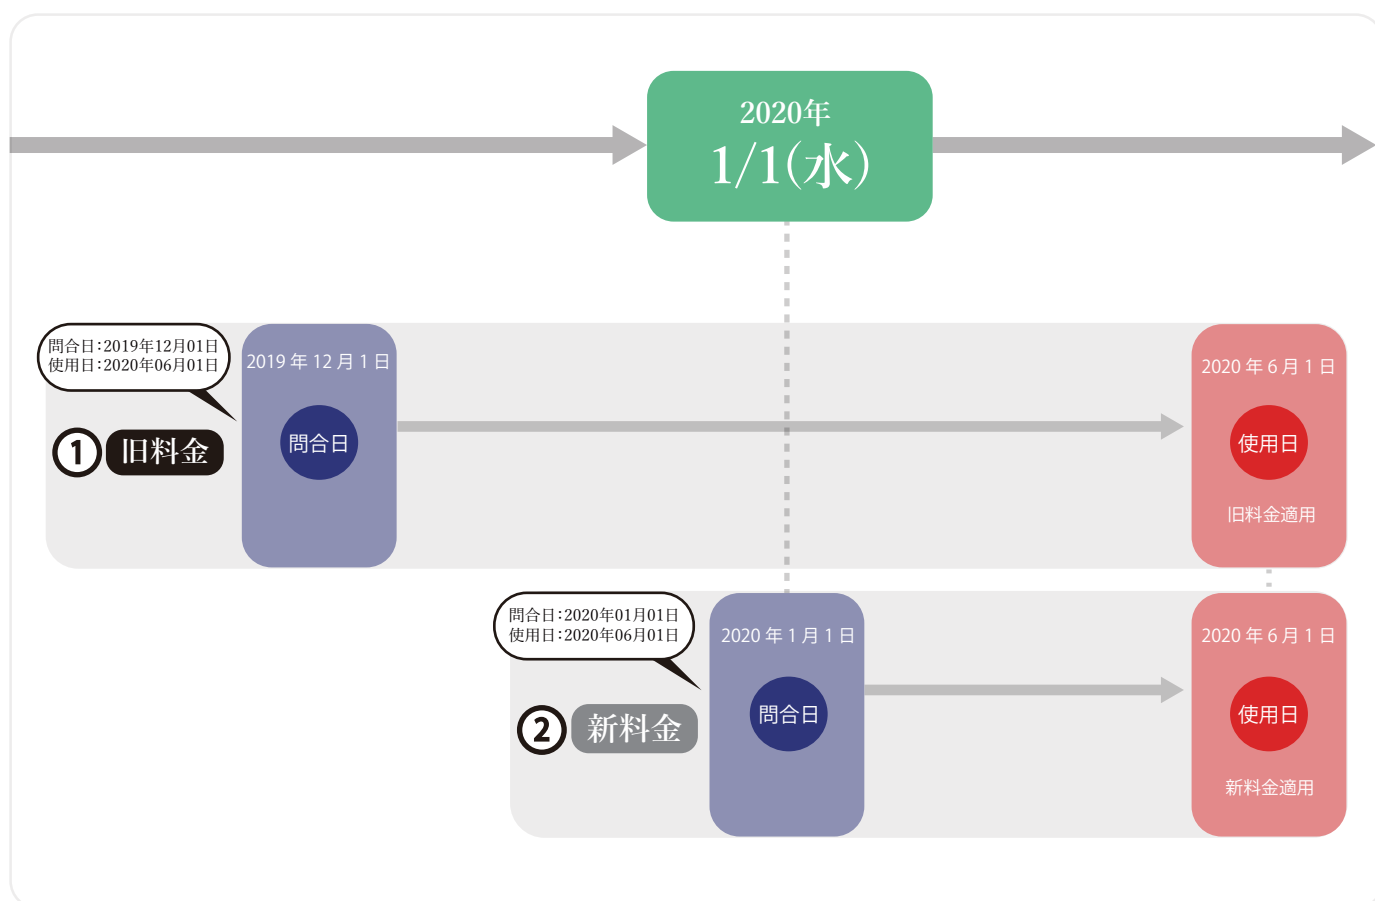 2020年
1/1(水)
問合日：2019年12月01日
使用日：2020年06月01日
① 旧料金
2019 年 12 月 1 日
問合日
2020 年 6 月 1 日
使用日
旧料金適用
問合日：2020年01月01日
使用日：2020年06月01日
② 新料金
2020 年 1 月 1 日
問合日
2020 年 6 月 1 日
使用日
新料金適用